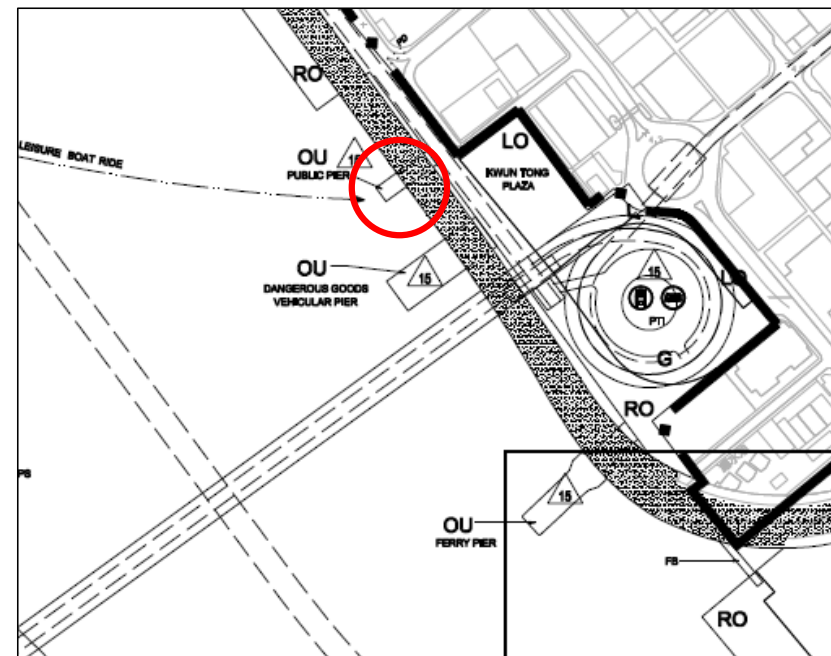 RO
LO
LEISURE BOAT RIDE
OU
15
PUBLIC PIER
KWUN TONG
PLAZA
OU
15
DANGEROUS GOODS
VEHICULAR PIER
15
LO
PTI
G
RO
15
OU
FERRY PIER
PS
FB
RO